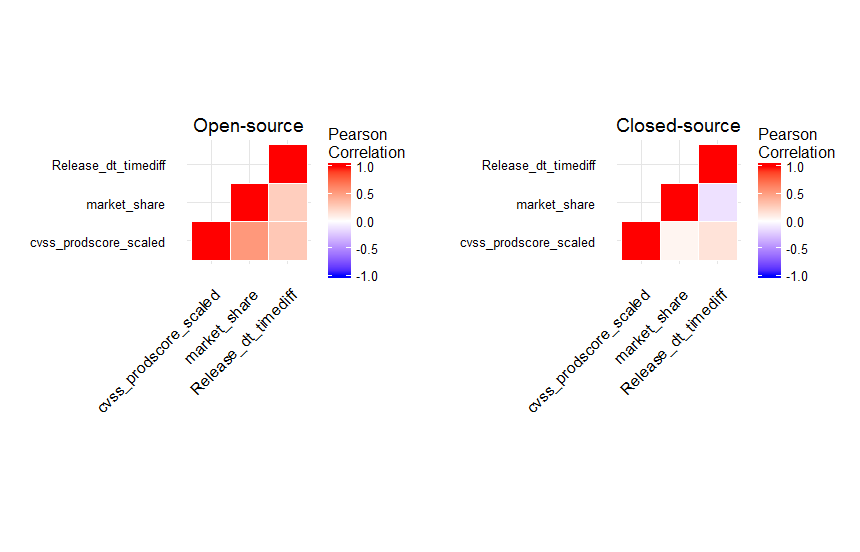 Open-source
Pearson
Correlation
Release_dt_timediff
market_share
cvss_prodscore_scaled
1.0
0.5
0.0
-0.5
-1.0
cvss_prodscore_scaled
market_share
Release_dt_timediff
Closed-source
Pearson
Correlation
Release_dt_timediff
market_share
cvss_prodscore_scaled
1.0
0.5
0.0
-0.5
-1.0
cvss_prodscore_scaled
market_share
Release_dt_timediff